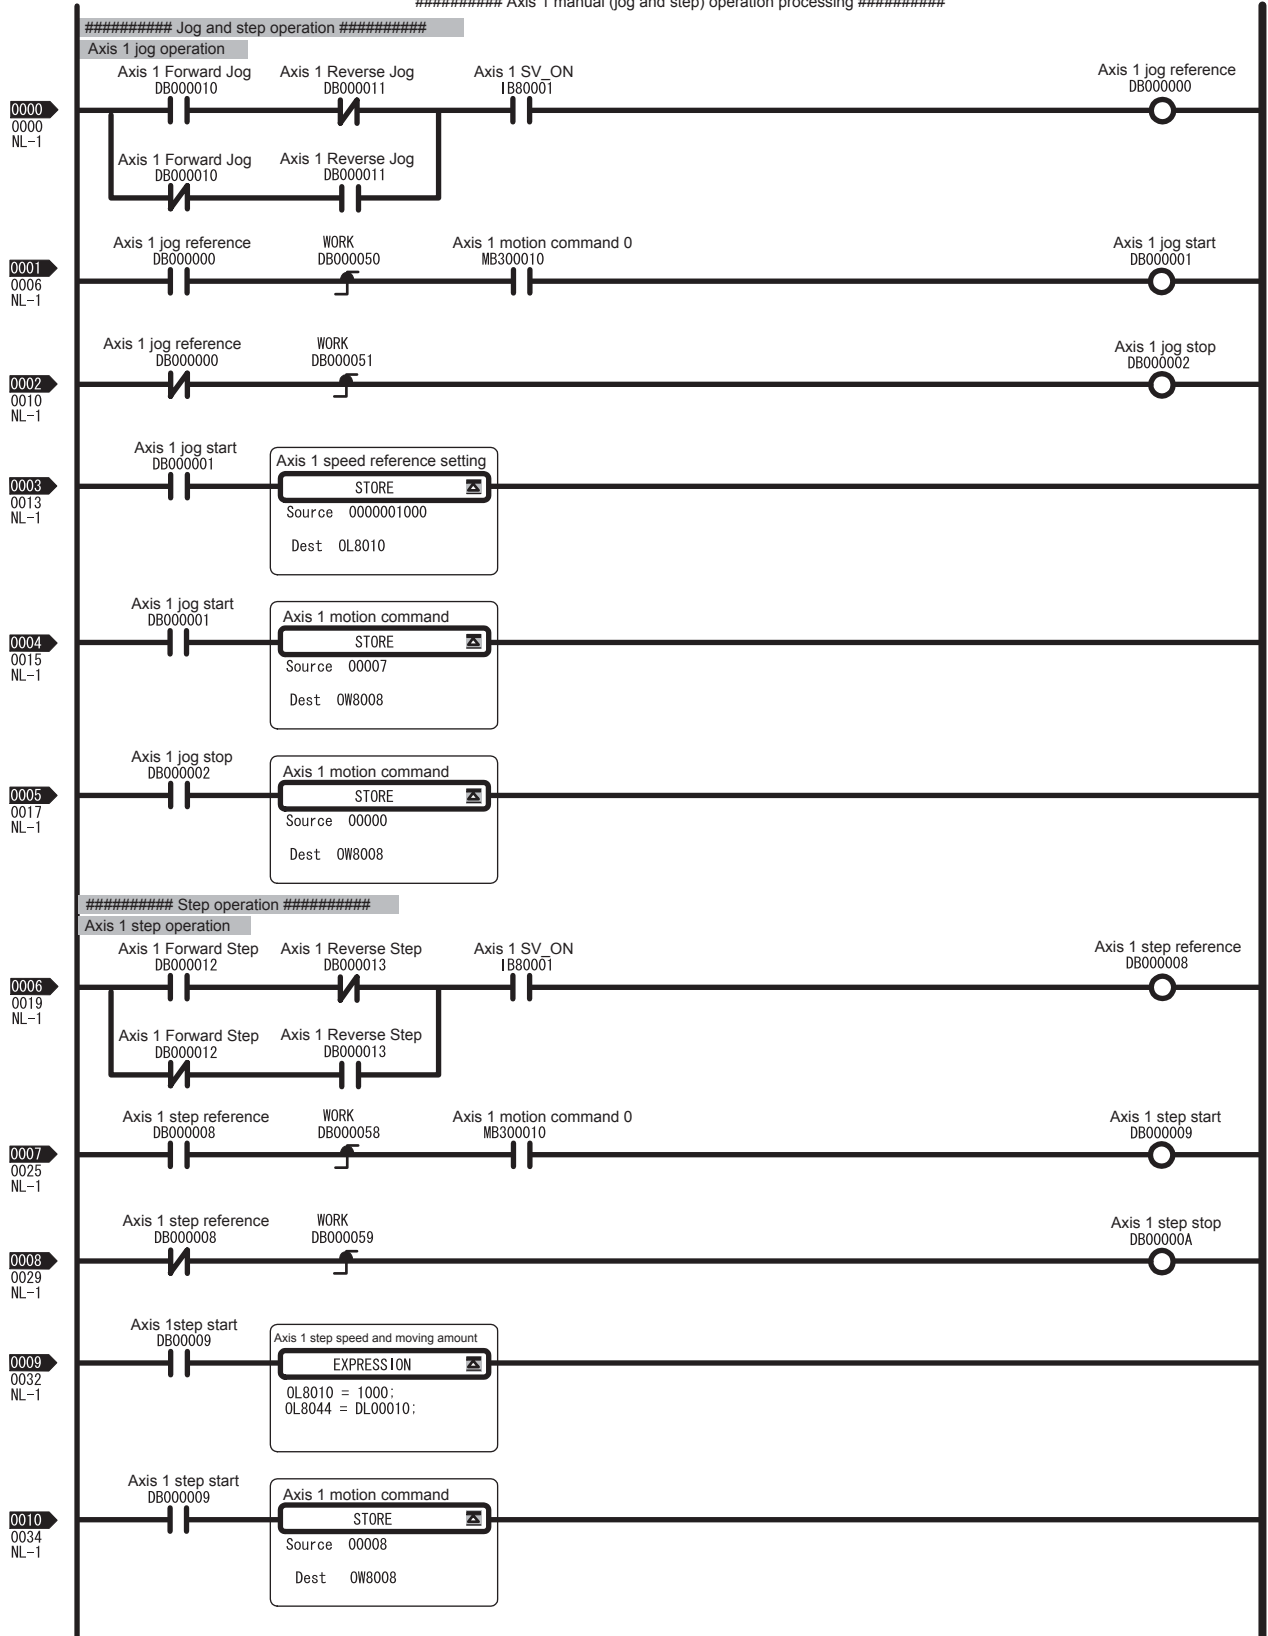 ########## Axis 1 manual (jog and step) operation processing ##########
########## Jog and step operation ##########
Axis 1 jog operation
Axis 1 Forward Jog Axis 1 Reverse Jog Axis 1 SV_ON Axis 1 jog reference
DB000010 DB000011 IB80001 DB000000
0000
0000
NL-1
Axis 1 Forward Jog Axis 1 Reverse Jog
DB000010 DB000011
Axis 1 jog reference WORK Axis 1 motion command 0 Axis 1 jog start
DB000000 DB000050 MB300010 DB000001
0001
0006
NL-1
Axis 1 jog reference WORK Axis 1 jog stop
DB000000 DB000051 DB000002
0002
0010
NL-1
Axis 1 jog start
DB000001
Axis 1 speed reference setting
0003
0013
NL-1
STORE
Source 0000001000
Dest OL8010
Axis 1 jog start
DB000001
Axis 1 motion command
0004
0015
NL-1
STORE
Source 00007
Dest OW8008
Axis 1 jog stop
DB000002
Axis 1 motion command
0005
0017
NL-1
STORE
Source 00000
Dest OW8008
########## Step operation ##########
Axis 1 step operation
Axis 1 Forward Step Axis 1 Reverse Step Axis 1 SV_ON Axis 1 step reference
DB000012 DB000013 IB80001 DB000008
0006
0019
NL-1
Axis 1 Forward Step Axis 1 Reverse Step
DB000012 DB000013
Axis 1 step reference WORK Axis 1 motion command 0 Axis 1 step start
DB000008 DB000058 MB300010 DB000009
0007
0025
NL-1
Axis 1 step reference WORK Axis 1 step stop
DB000008 DB000059 DB00000A
0008
0029
NL-1
Axis 1step start
DB00009
Axis 1 step speed and moving amount
0009
0032
NL-1
EXPRESSION
OL8010 = 1000;
OL8044 = DL00010;
Axis 1 step start
DB000009
Axis 1 motion command
0010
0034
NL-1
STORE
Source 00008
Dest OW8008